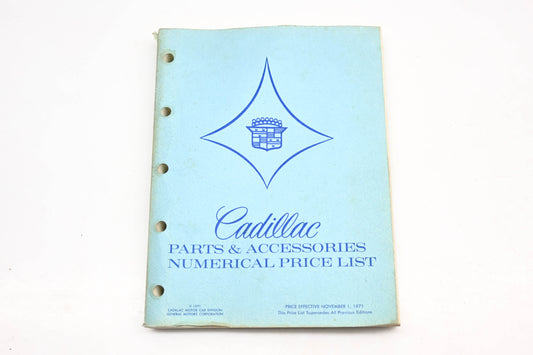 Cadillac
PARTS & ACCESSORIES
NUMERICAL PRICE LIST
© 1971
CADILLAC MOTOR CAR DIVISION
GENERAL MOTORS CORPORATION
PRICE EFFECTIVE NOVEMBER 1, 1971
This Price List Supersedes All Previous Editions